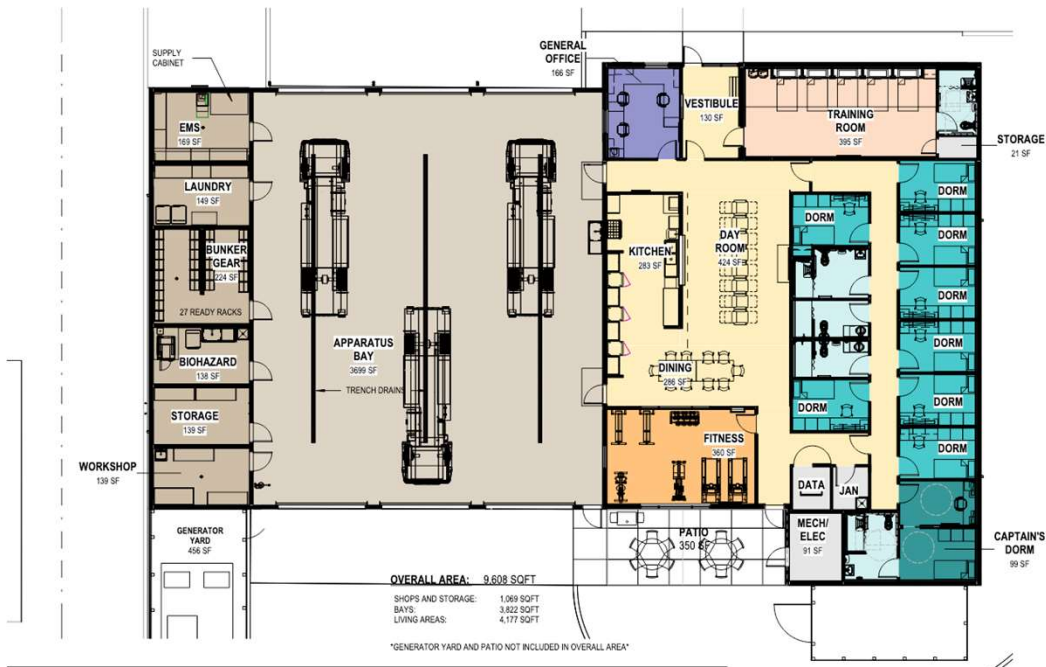 SUPPLY
CABINET
GENERAL
OFFICE
166 SF
VESTIBULE
130 SF
TRAINING
ROOM
395 SF
STORAGE
21 SF
EMS
169 SF
LAUNDRY
149 SF
BUNKER
GEAR
224 SF
27 READY RACKS
BIOHAZARD
138 SF
STORAGE
139 SF
WORKSHOP
139 SF
APPARATUS
BAY
3699 SF
TRENCH DRAINS
KITCHEN
283 SF
DAY
ROOM
424 SF
DINING
286 SF
FITNESS
360 SF
DORM
DORM
DORM
DORM
DORM
DORM
DORM
DORM
DATA
JAN
MECH/
ELEC
91 SF
CAPTAIN'S
DORM
99 SF
PATIO
350 SF
GENERATOR
YARD
456 SF
OVERALL AREA: 9,608 SQFT
SHOPS AND STORAGE: 1,069 SQFT
BAYS: 3,822 SQFT
LIVING AREAS: 4,177 SQFT
*GENERATOR YARD AND PATIO NOT INCLUDED IN OVERALL AREA*